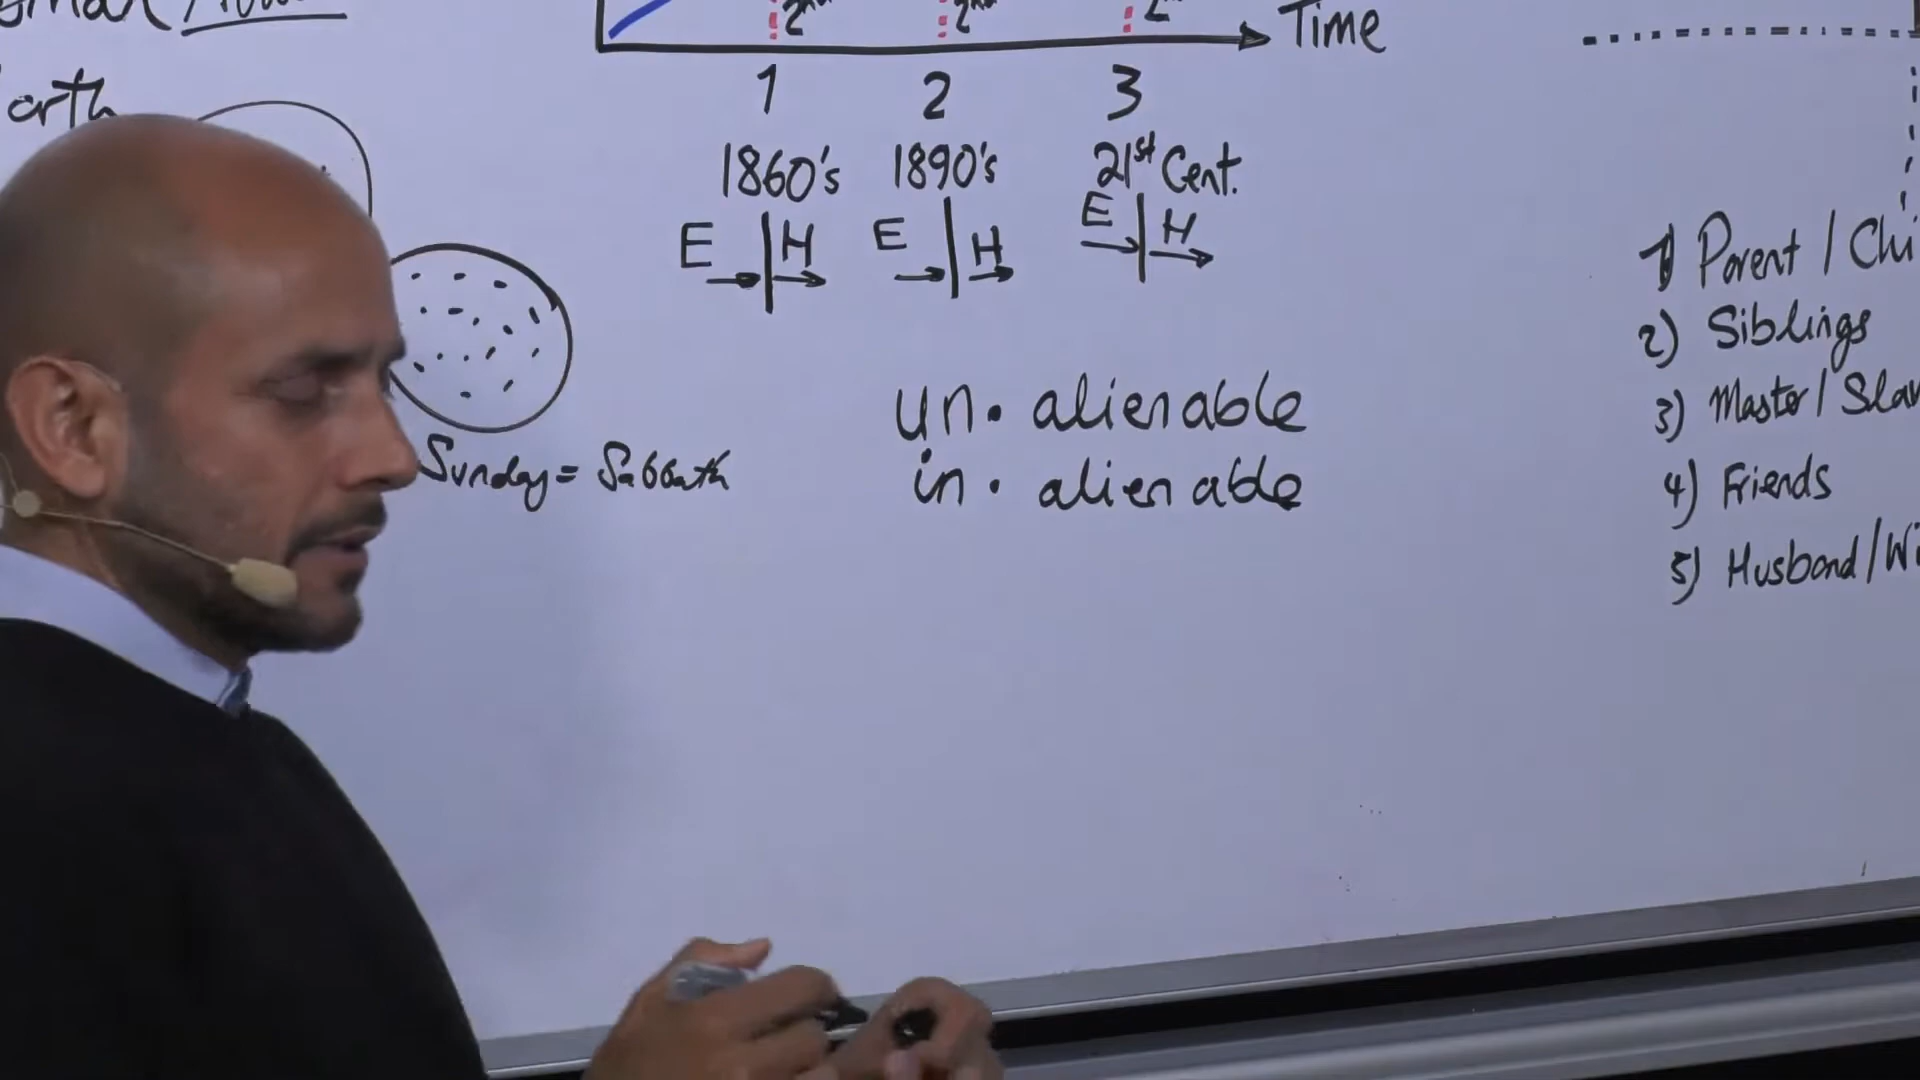 Time
1 2 3
1860's 1890's 21st Cent.
E H E H E H
Sunday = Sabbath
un. alienable
in. alienable
1) Parent / Chi
2) Siblings
3) Master / Slav
4) Friends
5) Husband / Wi